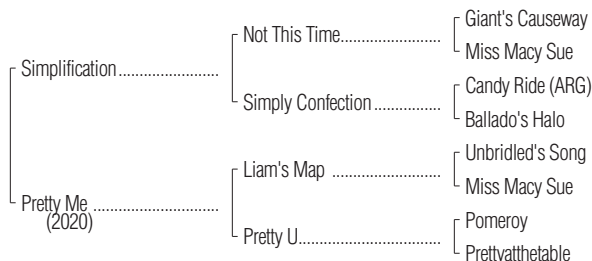 Giant's Causeway
Not This Time
Miss Macy Sue
Simplification
Candy Ride (ARG)
Simply Confection
Ballado's Halo
Unbridled's Song
Liam's Map
Miss Macy Sue
Pretty Me
(2020)
Pomeroy
Pretty U
Prettyatthetable